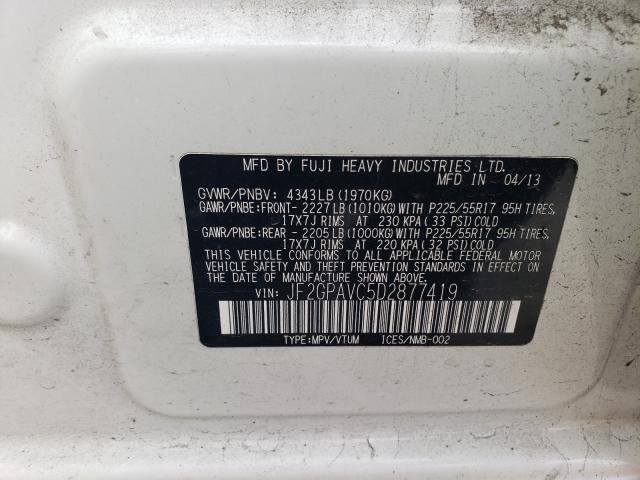 MFD BY FUJI HEAVY INDUSTRIES LTD.
MFD IN 04/13
GVWR/PNBV: 4343LB(1970KG)
GAWR/PNBE:FRONT- 2227LB(1010KG)WITH P225/55R17 95H TIRES,
17X7J RIMS AT 230 KPA( 33 PSI)COLD
GAWR/PNBE:REAR - 2205LB(1000KG)WITH P225/55R17 95H TIRES,
17X7J RIMS AT 220 KPA( 32 PSI)COLD
THIS VEHICLE CONFORMS TO ALL APPLICABLE FEDERAL MOTOR
VEHICLE SAFETY AND THEFT PREVENTION STANDARDS IN EFFECT
ON THE DATE OF MANUFACTURE SHOWN ABOVE.
VIN: JF2GPAVC5D2877419
TYPE:MPV/VTUM ICES/NMB-002